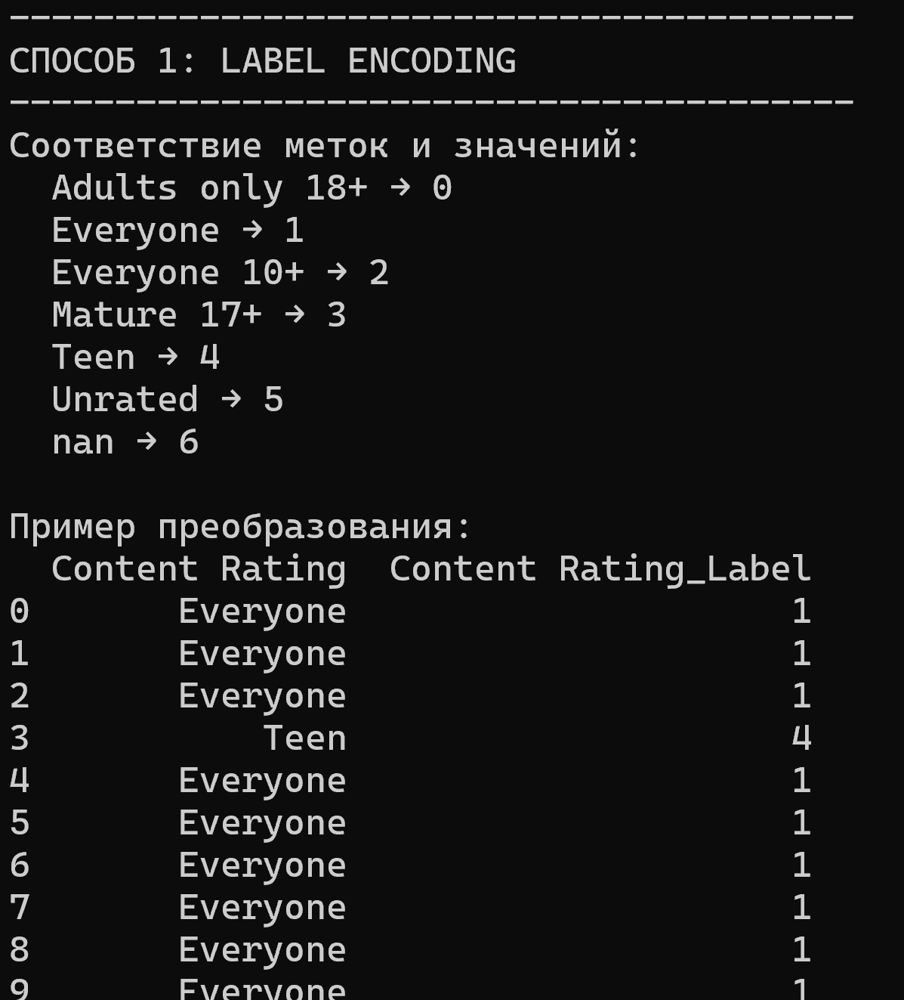 ----------------------------------------
СПОСОБ 1: LABEL ENCODING
----------------------------------------
Соответствие меток и значений:
  Adults only 18+ → 0
  Everyone → 1
  Everyone 10+ → 2
  Mature 17+ → 3
  Teen → 4
  Unrated → 5
  nan → 6

Пример преобразования:
  Content Rating  Content Rating_Label
0       Everyone                     1
1       Everyone                     1
2       Everyone                     1
3           Teen                     4
4       Everyone                     1
5       Everyone                     1
6       Everyone                     1
7       Everyone                     1
8       Everyone                     1
9       Everyone                     1